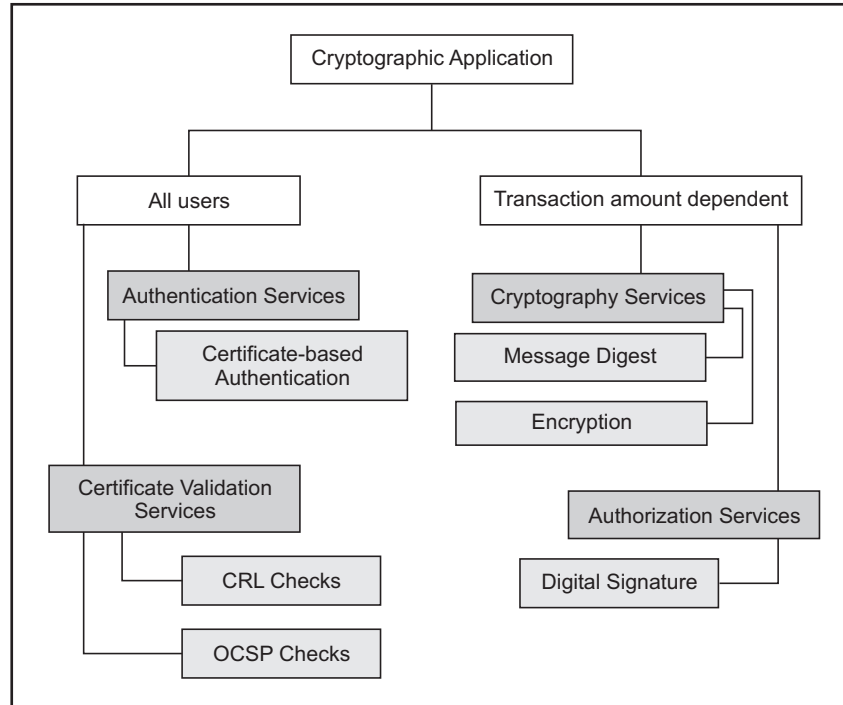 Cryptographic Application
All users
Transaction amount dependent
Authentication Services
Cryptography Services
Certificate-based
Authentication
Message Digest
Encryption
Certificate Validation
Services
Authorization Services
CRL Checks
Digital Signature
OCSP Checks